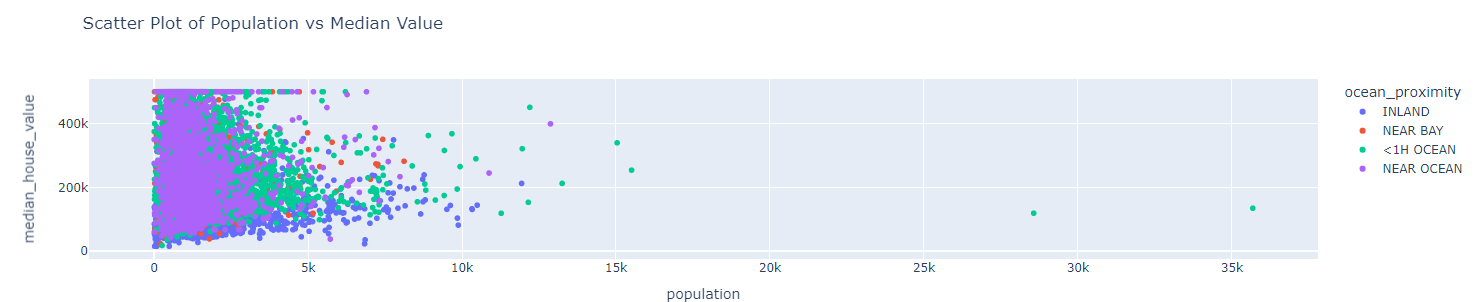 Scatter Plot of Population vs Median Value
median_house_value
400k
200k
0
0
5k
10k
15k
20k
25k
30k
35k
population
ocean_proximity
INLAND
NEAR BAY
<1H OCEAN
NEAR OCEAN